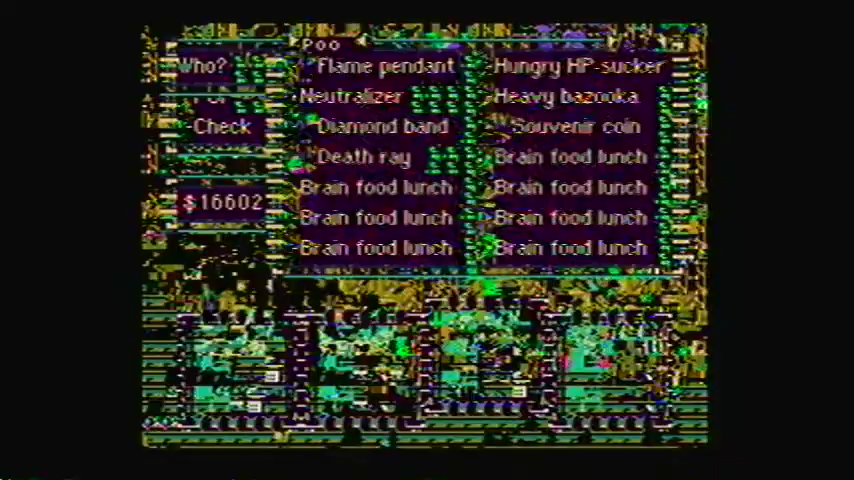 Poo
Who?
Check
$16602
*Flame pendant Hungry HP-sucker
Neutralizer Heavy bazooka
*Diamond band *Souvenir coin
*Death ray Brain food lunch
Brain food lunch Brain food lunch
Brain food lunch Brain food lunch
Brain food lunch Brain food lunch